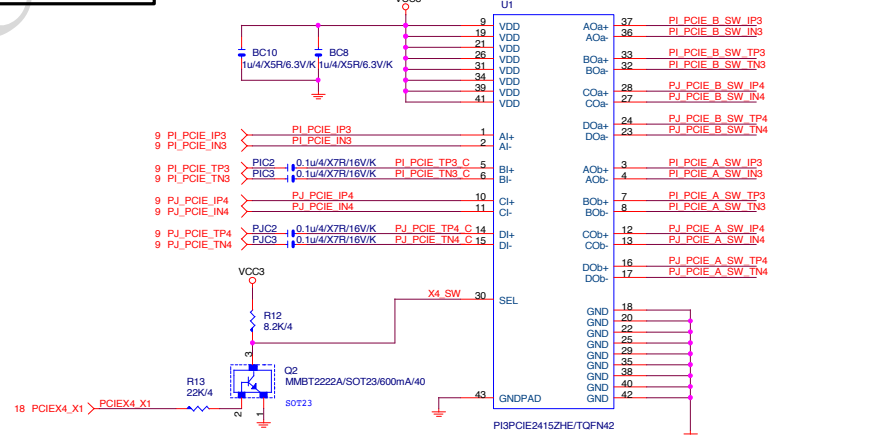 U1
9 VDD
19 VDD
21 VDD
26 VDD
31 VDD
34 VDD
39 VDD
41 VDD
BC10
1u/4/X5R/6.3V/K
BC8
1u/4/X5R/6.3V/K
AOa+ 37 PI_PCIE_B_SW_IP3
AOa- 36 PI_PCIE_B_SW_IN3
BOa+ 33 PI_PCIE_B_SW_TP3
BOa- 32 PI_PCIE_B_SW_TN3
COa+ 28 PJ_PCIE_B_SW_IP4
COa- 27 PJ_PCIE_B_SW_IN4
DOa+ 24 PJ_PCIE_B_SW_TP4
DOa- 23 PJ_PCIE_B_SW_TN4
9 PI_PCIE_IP3 PI_PCIE_IP3 1 AI+
9 PI_PCIE_IN3 PI_PCIE_IN3 2 AI-
9 PI_PCIE_TP3 PIC2 0.1u/4/X7R/16V/K PI_PCIE_TP3_C 5 BI+
9 PI_PCIE_TN3 PIC3 0.1u/4/X7R/16V/K PI_PCIE_TN3_C 6 BI-
9 PJ_PCIE_IP4 PJ_PCIE_IP4 10 CI+
9 PJ_PCIE_IN4 PJ_PCIE_IN4 11 CI-
9 PJ_PCIE_TP4 PJC2 0.1u/4/X7R/16V/K PJ_PCIE_TP4_C 14 DI+
9 PJ_PCIE_TN4 PJC3 0.1u/4/X7R/16V/K PJ_PCIE_TN4_C 15 DI-
AOb+ 3 PI_PCIE_A_SW_IP3
AOb- 4 PI_PCIE_A_SW_IN3
BOb+ 7 PI_PCIE_A_SW_TP3
BOb- 8 PI_PCIE_A_SW_TN3
COb+ 12 PJ_PCIE_A_SW_IP4
COb- 13 PJ_PCIE_A_SW_IN4
DOb+ 16 PJ_PCIE_A_SW_TP4
DOb- 17 PJ_PCIE_A_SW_TN4
VCC3
X4_SW 30 SEL
R12
8.2K/4
GND 18
GND 20
GND 22
GND 25
GND 29
GND 35
GND 38
GND 40
GND 42
3
Q2
MMBT2222A/SOT23/600mA/40
SOT23
R13
22K/4
43 GNDPAD
18 PCIEX4_X1 PCIEX4_X1
2 1
PI3PCIE2415ZHE/TQFN42